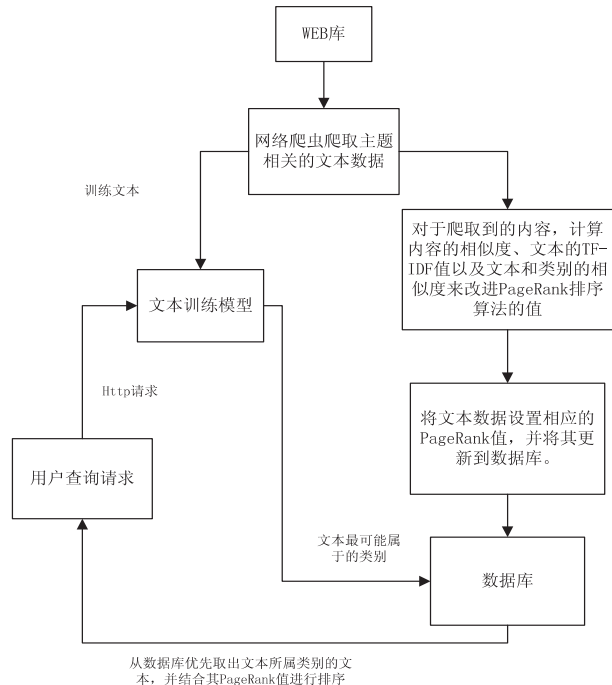 WEB库
网络爬虫爬取主题
相关的文本数据
训练文本
对于爬取到的内容，计算
内容的相似度、文本的TF-
IDF值以及文本和类别的相
似度来改进PageRank排序
算法的值
文本训练模型
Http请求
将文本数据设置相应的
PageRank值，并将其更
新到数据库。
用户查询请求
文本最可能属
于的类别
数据库
从数据库优先取出文本所属类别的文
本，并结合其PageRank值进行排序